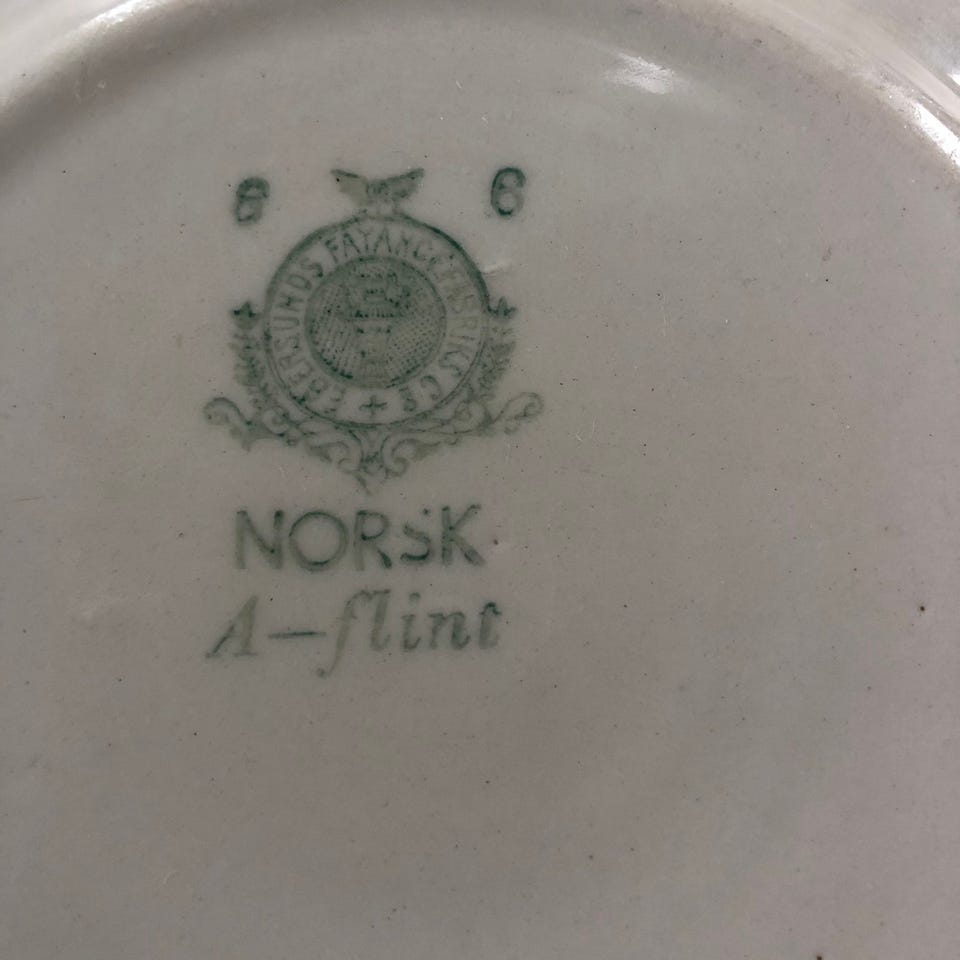 6 6
EGERSUNDS FAYANCEFABRIKS Co
NORSK
A—flint